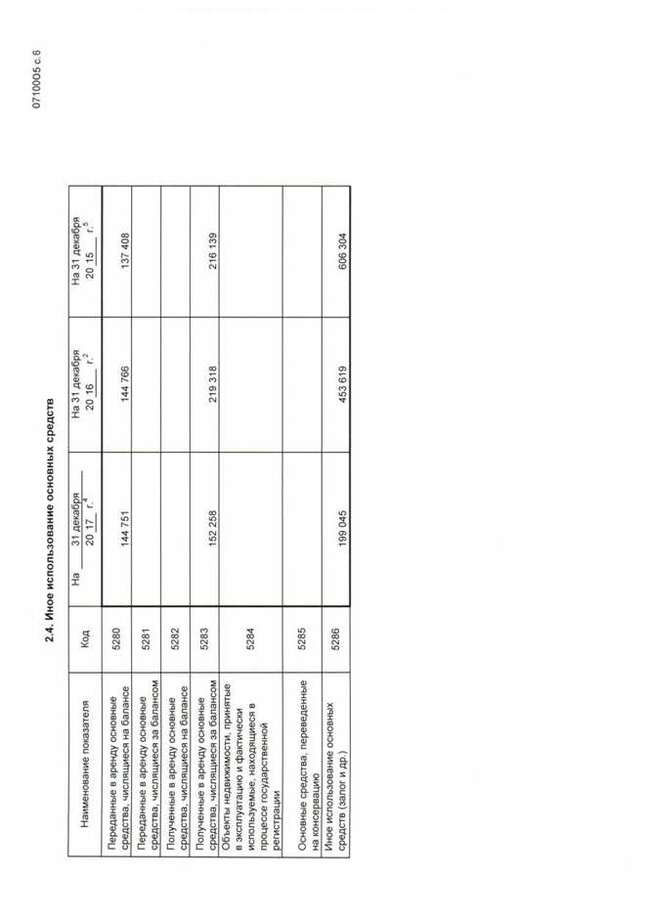 0710005 с.6
2.4. Иное использование основных средств
Наименование показателя
Код
На 31 декабря
20 17 г.4
На 31 декабря
20 16 г.2
На 31 декабря
20 15 г.5
Переданные в аренду основные
средства, числящиеся на балансе
5280
144 751
144 766
137 408
Переданные в аренду основные
средства, числящиеся за балансом
5281
Полученные в аренду основные
средства, числящиеся на балансе
5282
Полученные в аренду основные
средства, числящиеся за балансом
5283
152 258
219 318
216 139
Объекты недвижимости, принятые
в эксплуатацию и фактически
используемые, находящиеся в
процессе государственной
регистрации
5284
Основные средства, переведенные
на консервацию
5285
Иное использование основных
средств (залог и др.)
5286
199 045
453 619
606 304